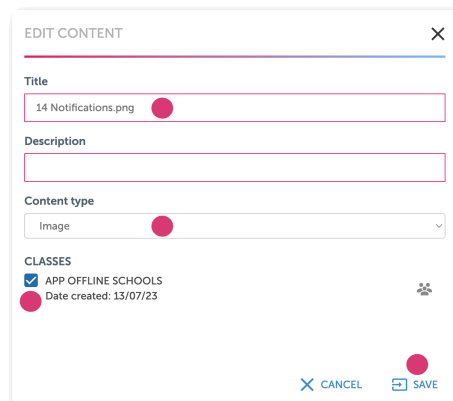 EDIT CONTENT
Title
14 Notifications.png
Description
Content type
Image
CLASSES
APP OFFLINE SCHOOLS
Date created: 13/07/23
CANCEL SAVE